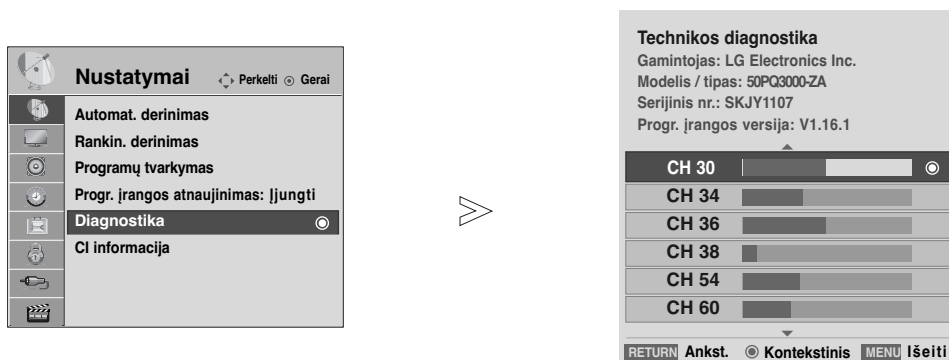 Nustatymai Perkelti Gerai
Automat. derinimas
Rankin. derinimas
Programų tvarkymas
Progr. įrangos atnaujinimas: Įjungti
Diagnostika
CI informacija
Technikos diagnostika
Gamintojas: LG Electronics Inc.
Modelis / tipas: 50PQ3000-ZA
Serijinis nr.: SKJY1107
Progr. įrangos versija: V1.16.1
CH 30
CH 34
CH 36
CH 38
CH 54
CH 60
RETURN Ankst. Kontekstinis MENU Išeiti